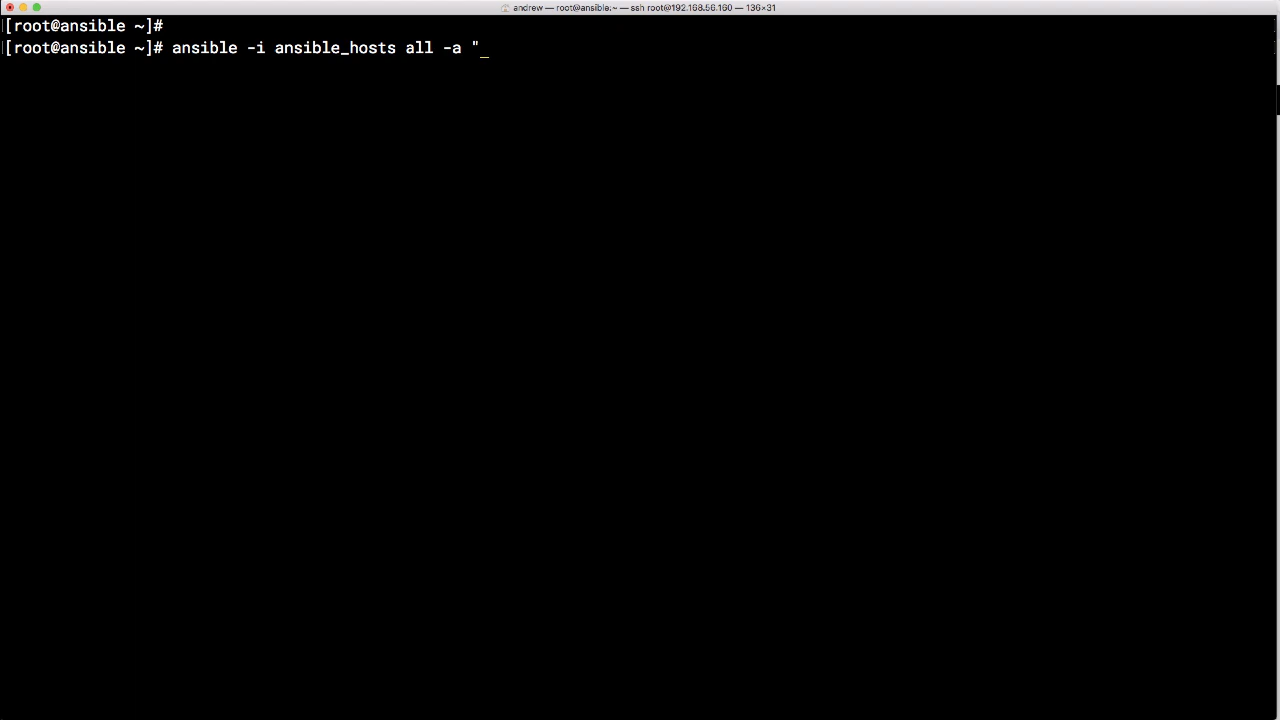 andrew — root@ansible:~ — ssh root@192.168.56.160 — 136×31
[root@ansible ~]#
[root@ansible ~]# ansible -i ansible_hosts all -a "_